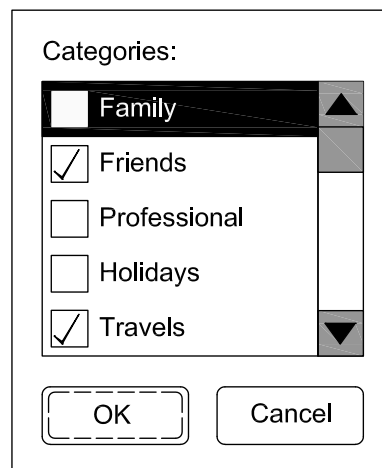 Categories:
Family
Friends
Professional
Holidays
Travels
OK
Cancel